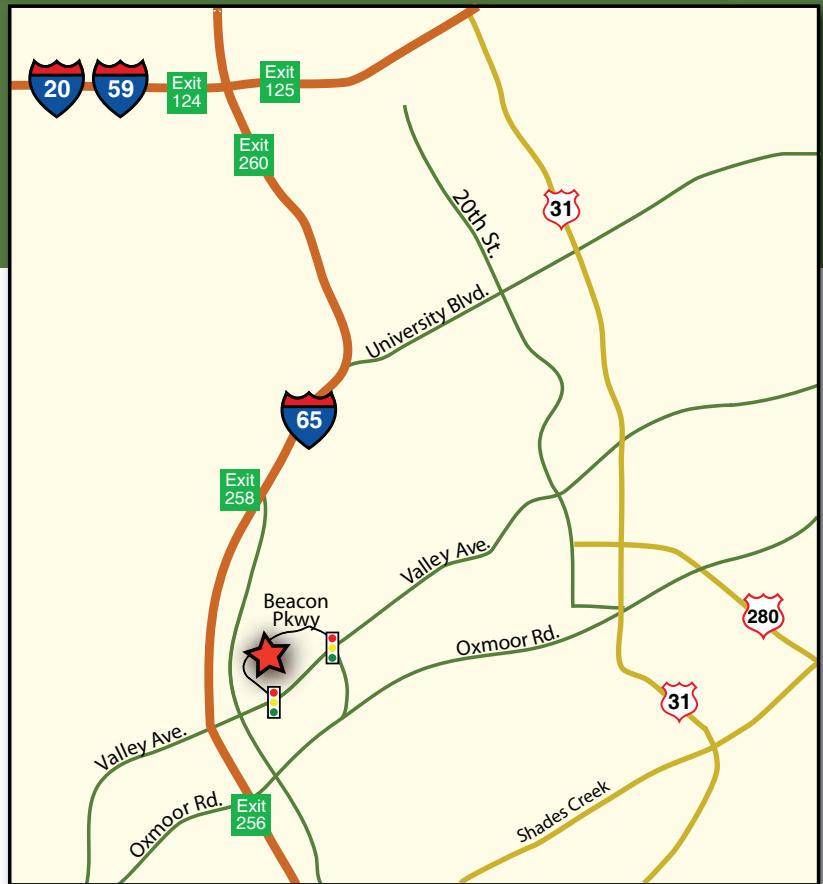 20
59
Exit
124
Exit
125
Exit
260
20th St.
31
University Blvd.
65
Exit
258
Valley Ave.
Beacon
Pkwy
280
Oxmoor Rd.
31
Valley Ave.
Oxmoor Rd.
Exit
256
Shades Creek